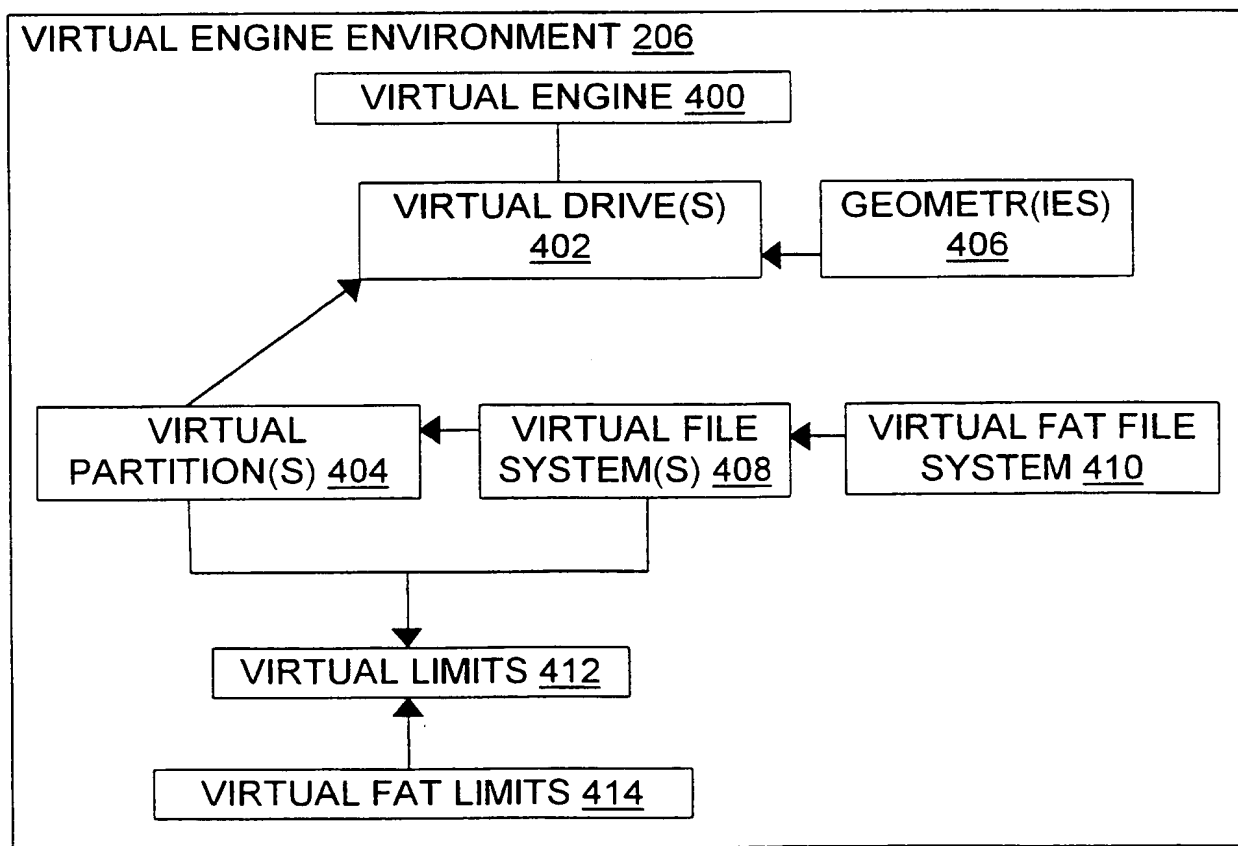 VIRTUAL ENGINE ENVIRONMENT 206
VIRTUAL ENGINE 400
VIRTUAL DRIVE(S)
402
GEOMETR(IES)
406
VIRTUAL
PARTITION(S) 404
VIRTUAL FILE
SYSTEM(S) 408
VIRTUAL FAT FILE
SYSTEM 410
VIRTUAL LIMITS 412
VIRTUAL FAT LIMITS 414